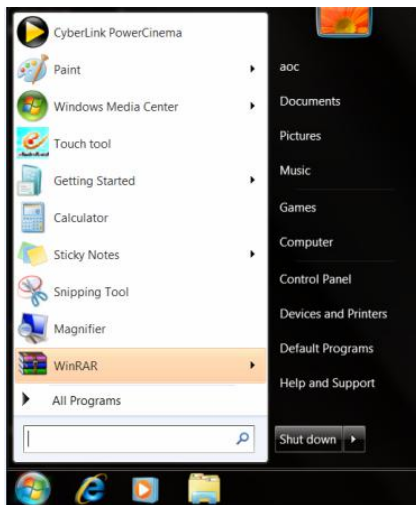 CyberLink PowerCinema
Paint
Windows Media Center
Touch tool
Getting Started
Calculator
Sticky Notes
Snipping Tool
Magnifier
WinRAR
All Programs
aoc
Documents
Pictures
Music
Games
Computer
Control Panel
Devices and Printers
Default Programs
Help and Support
Shut down